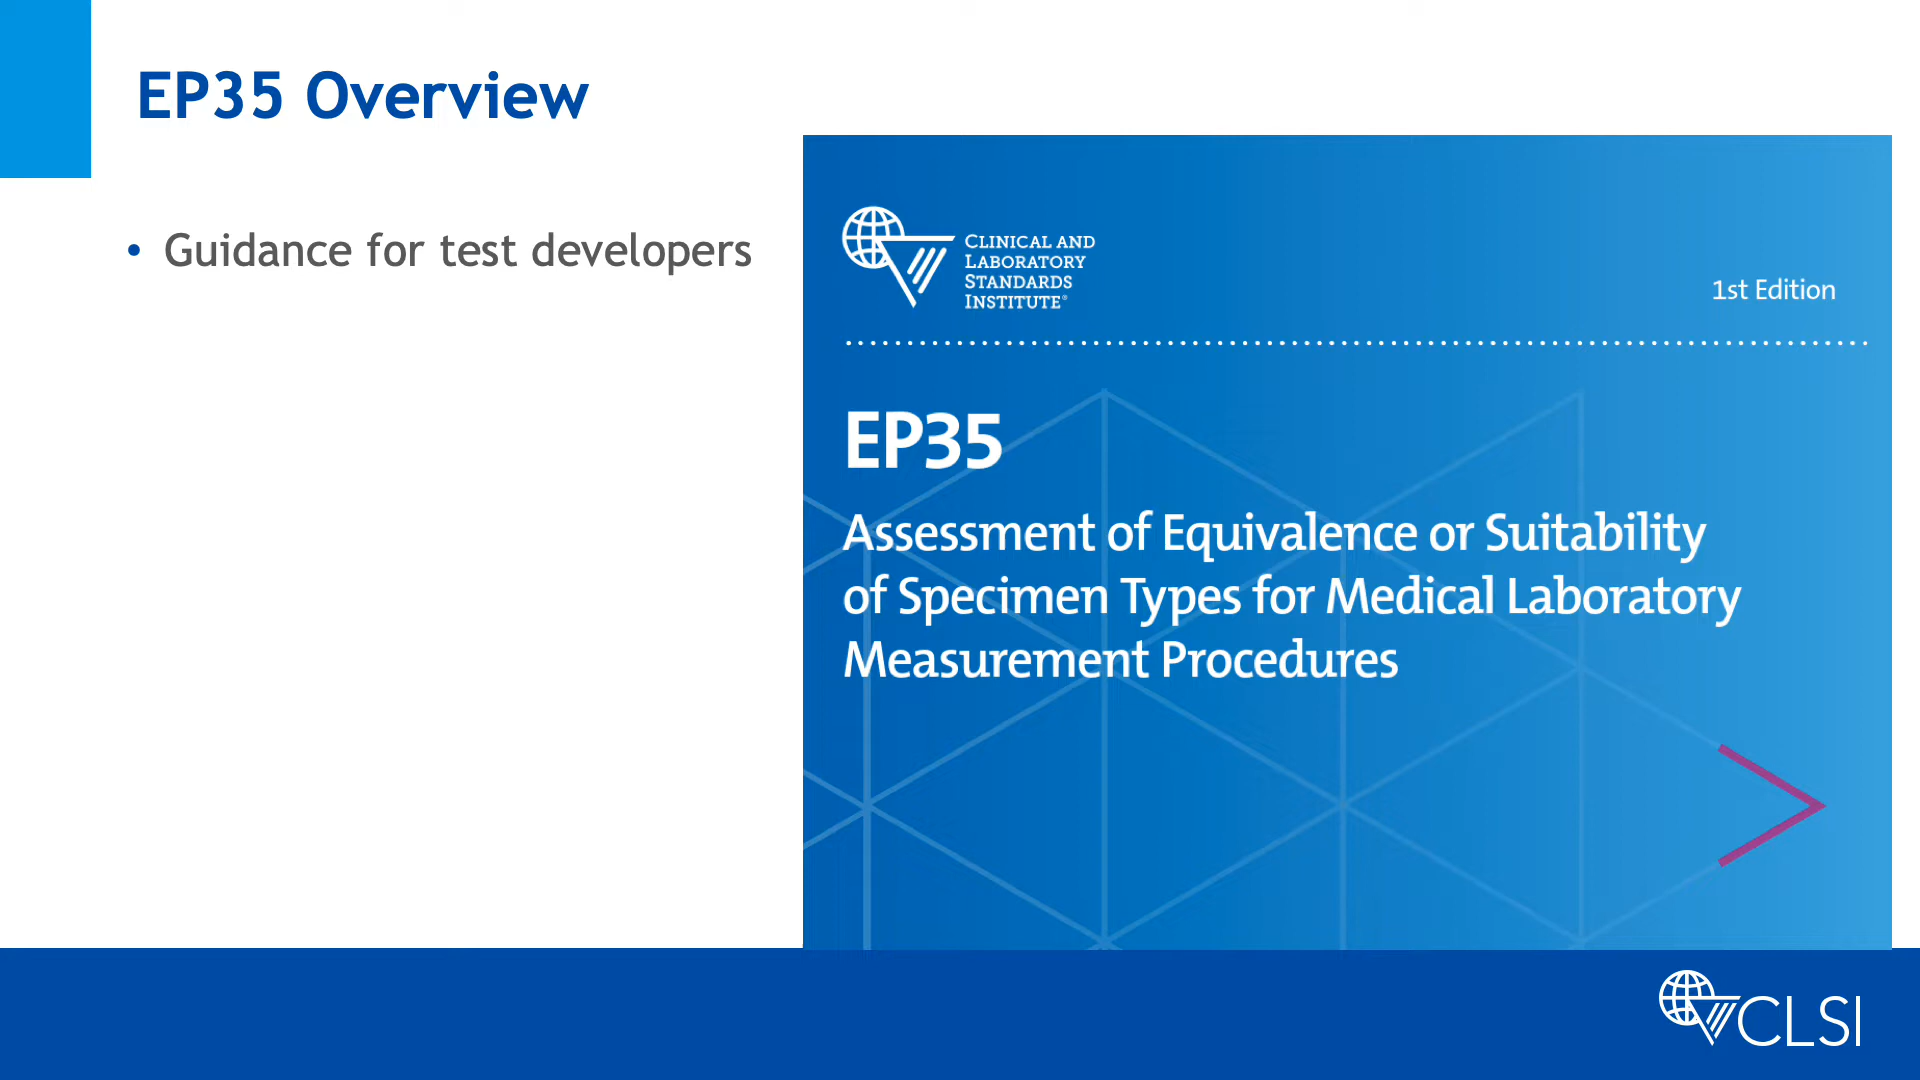 EP35 Overview
• Guidance for test developers
CLINICAL AND
LABORATORY
STANDARDS
INSTITUTE®
1st Edition
EP35
Assessment of Equivalence or Suitability
of Specimen Types for Medical Laboratory
Measurement Procedures
CLSI